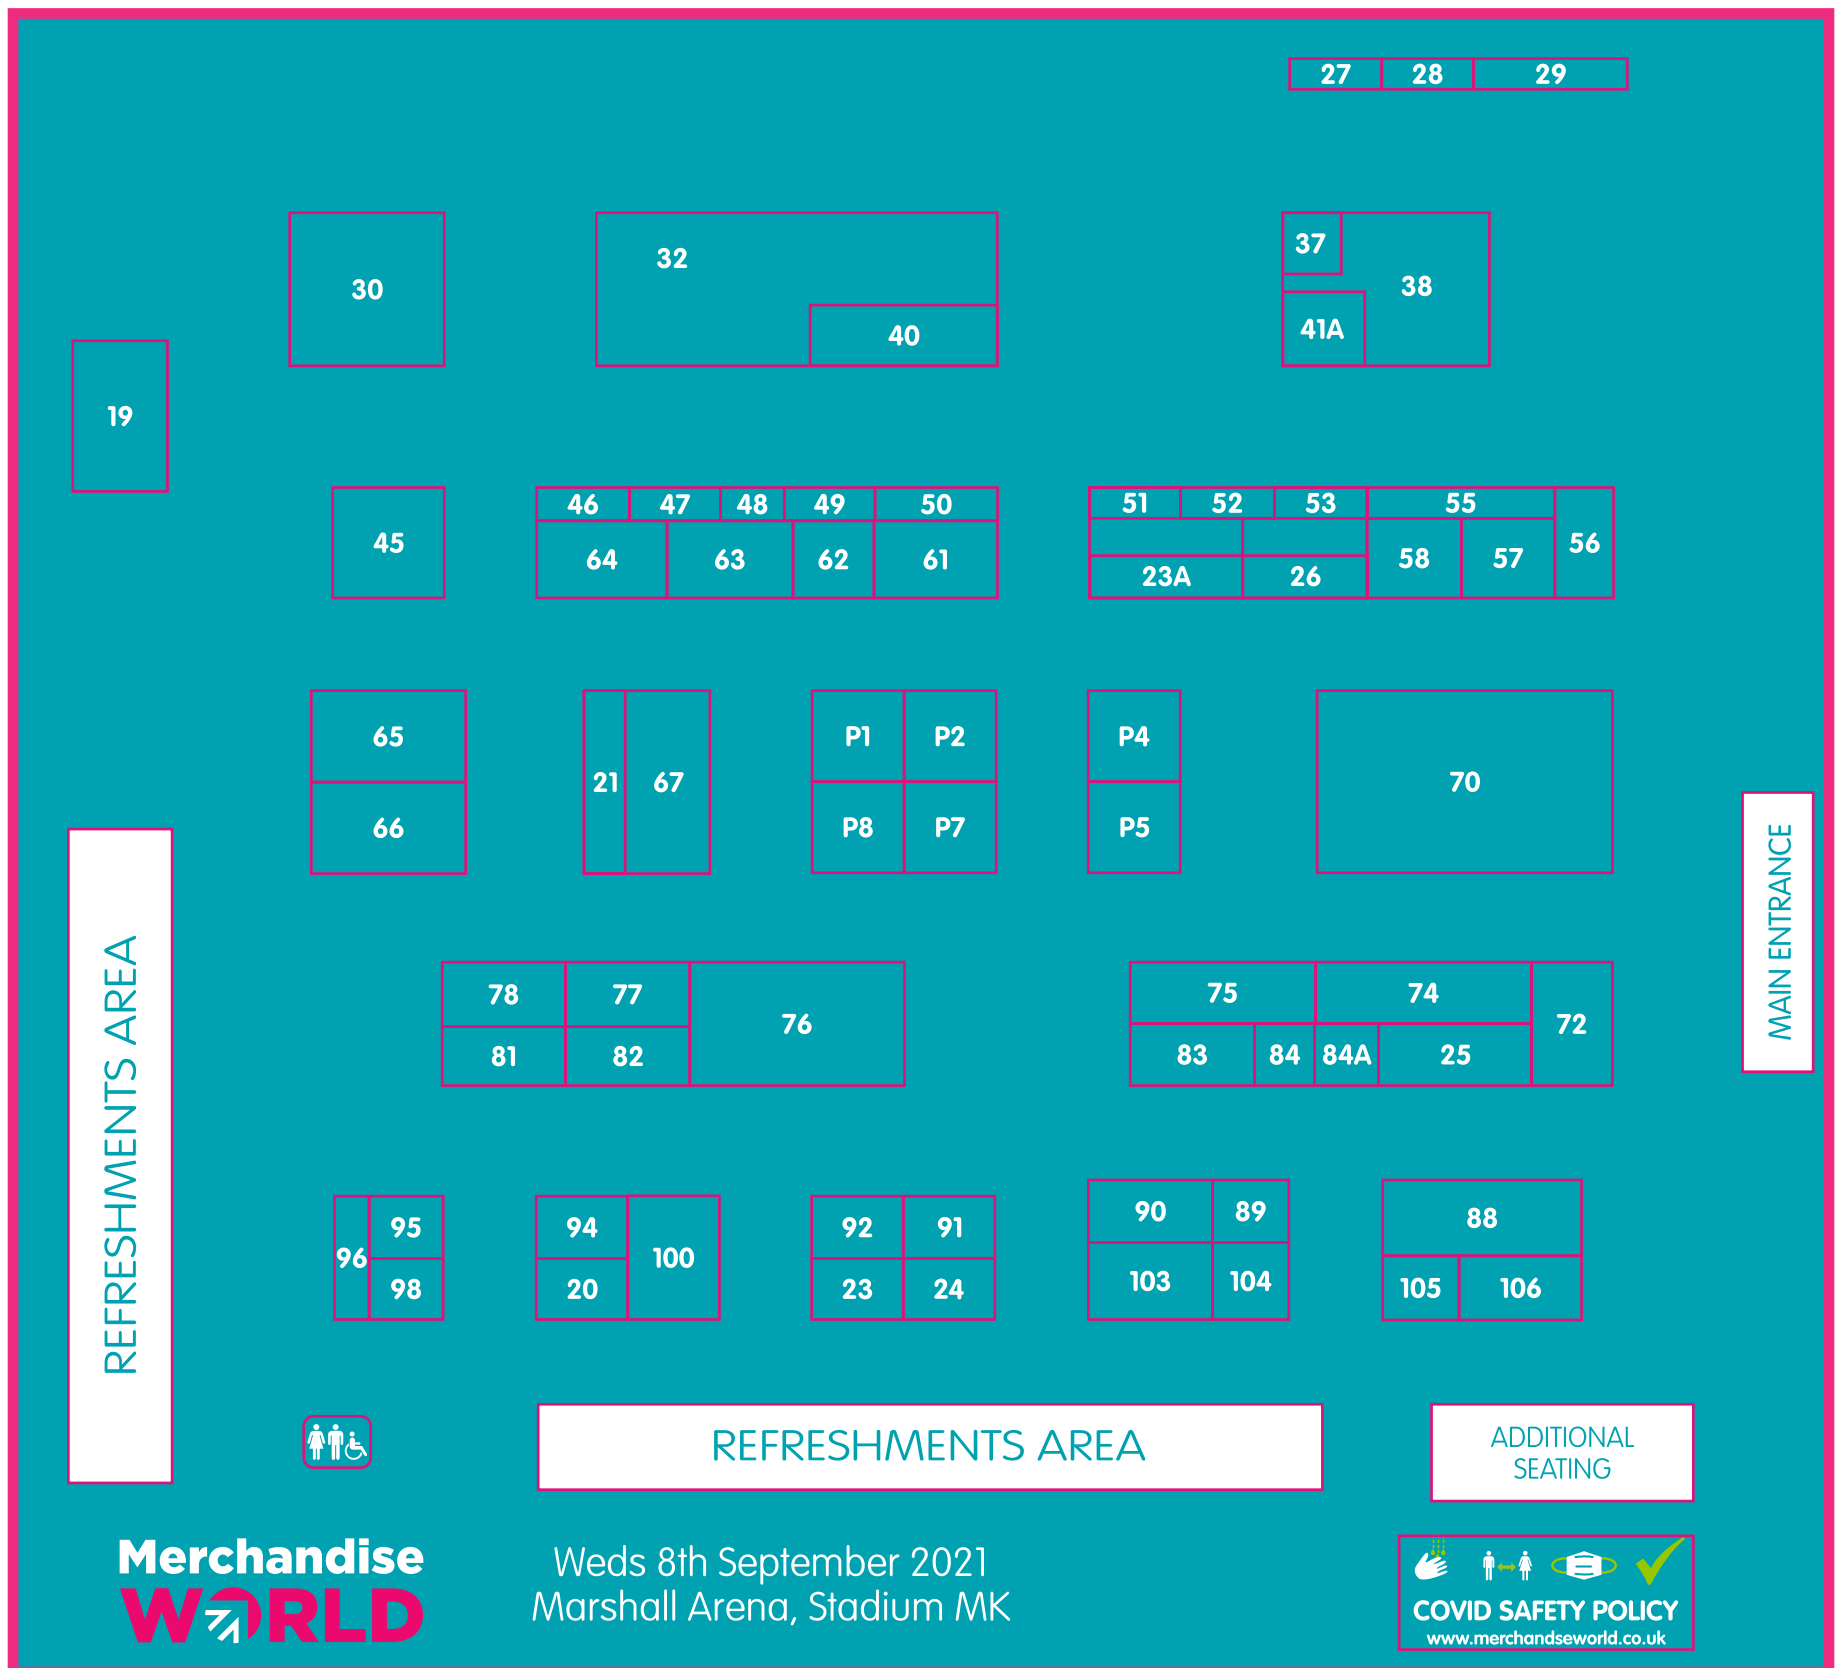 27 28 29
37
32
38
30
41A
40
19
46 47 48 49 50
51 52 53 55
45
56
64 63 62 61
58 57
23A 26
65
P1 P2
P4
21 67
70
66
P8 P7
P5
MAIN ENTRANCE
REFRESHMENTS AREA
78 77
75 74
76
72
81 82
83 84 84A 25
90 89
88
95
94
92 91
96
100
98
20
23 24
103 104
105 106
REFRESHMENTS AREA
ADDITIONAL
SEATING
Merchandise
WORLD
Weds 8th September 2021
Marshall Arena, Stadium MK
COVID SAFETY POLICY
www.merchandseworld.co.uk